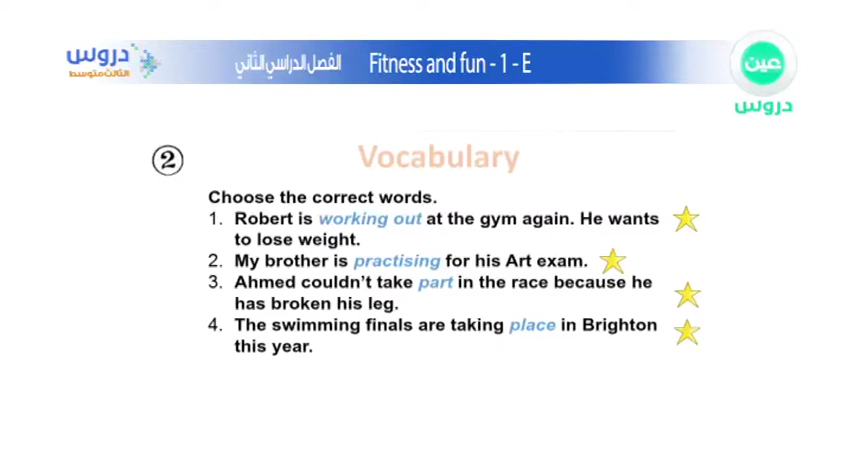 دروس
الثالث متوسط
الفصل الدراسي الثاني
Fitness and fun - 1 - E
عين
دروس
2
Vocabulary
Choose the correct words.
1. Robert is working out at the gym again. He wants
to lose weight.
2. My brother is practising for his Art exam.
3. Ahmed couldn't take part in the race because he
has broken his leg.
4. The swimming finals are taking place in Brighton
this year.